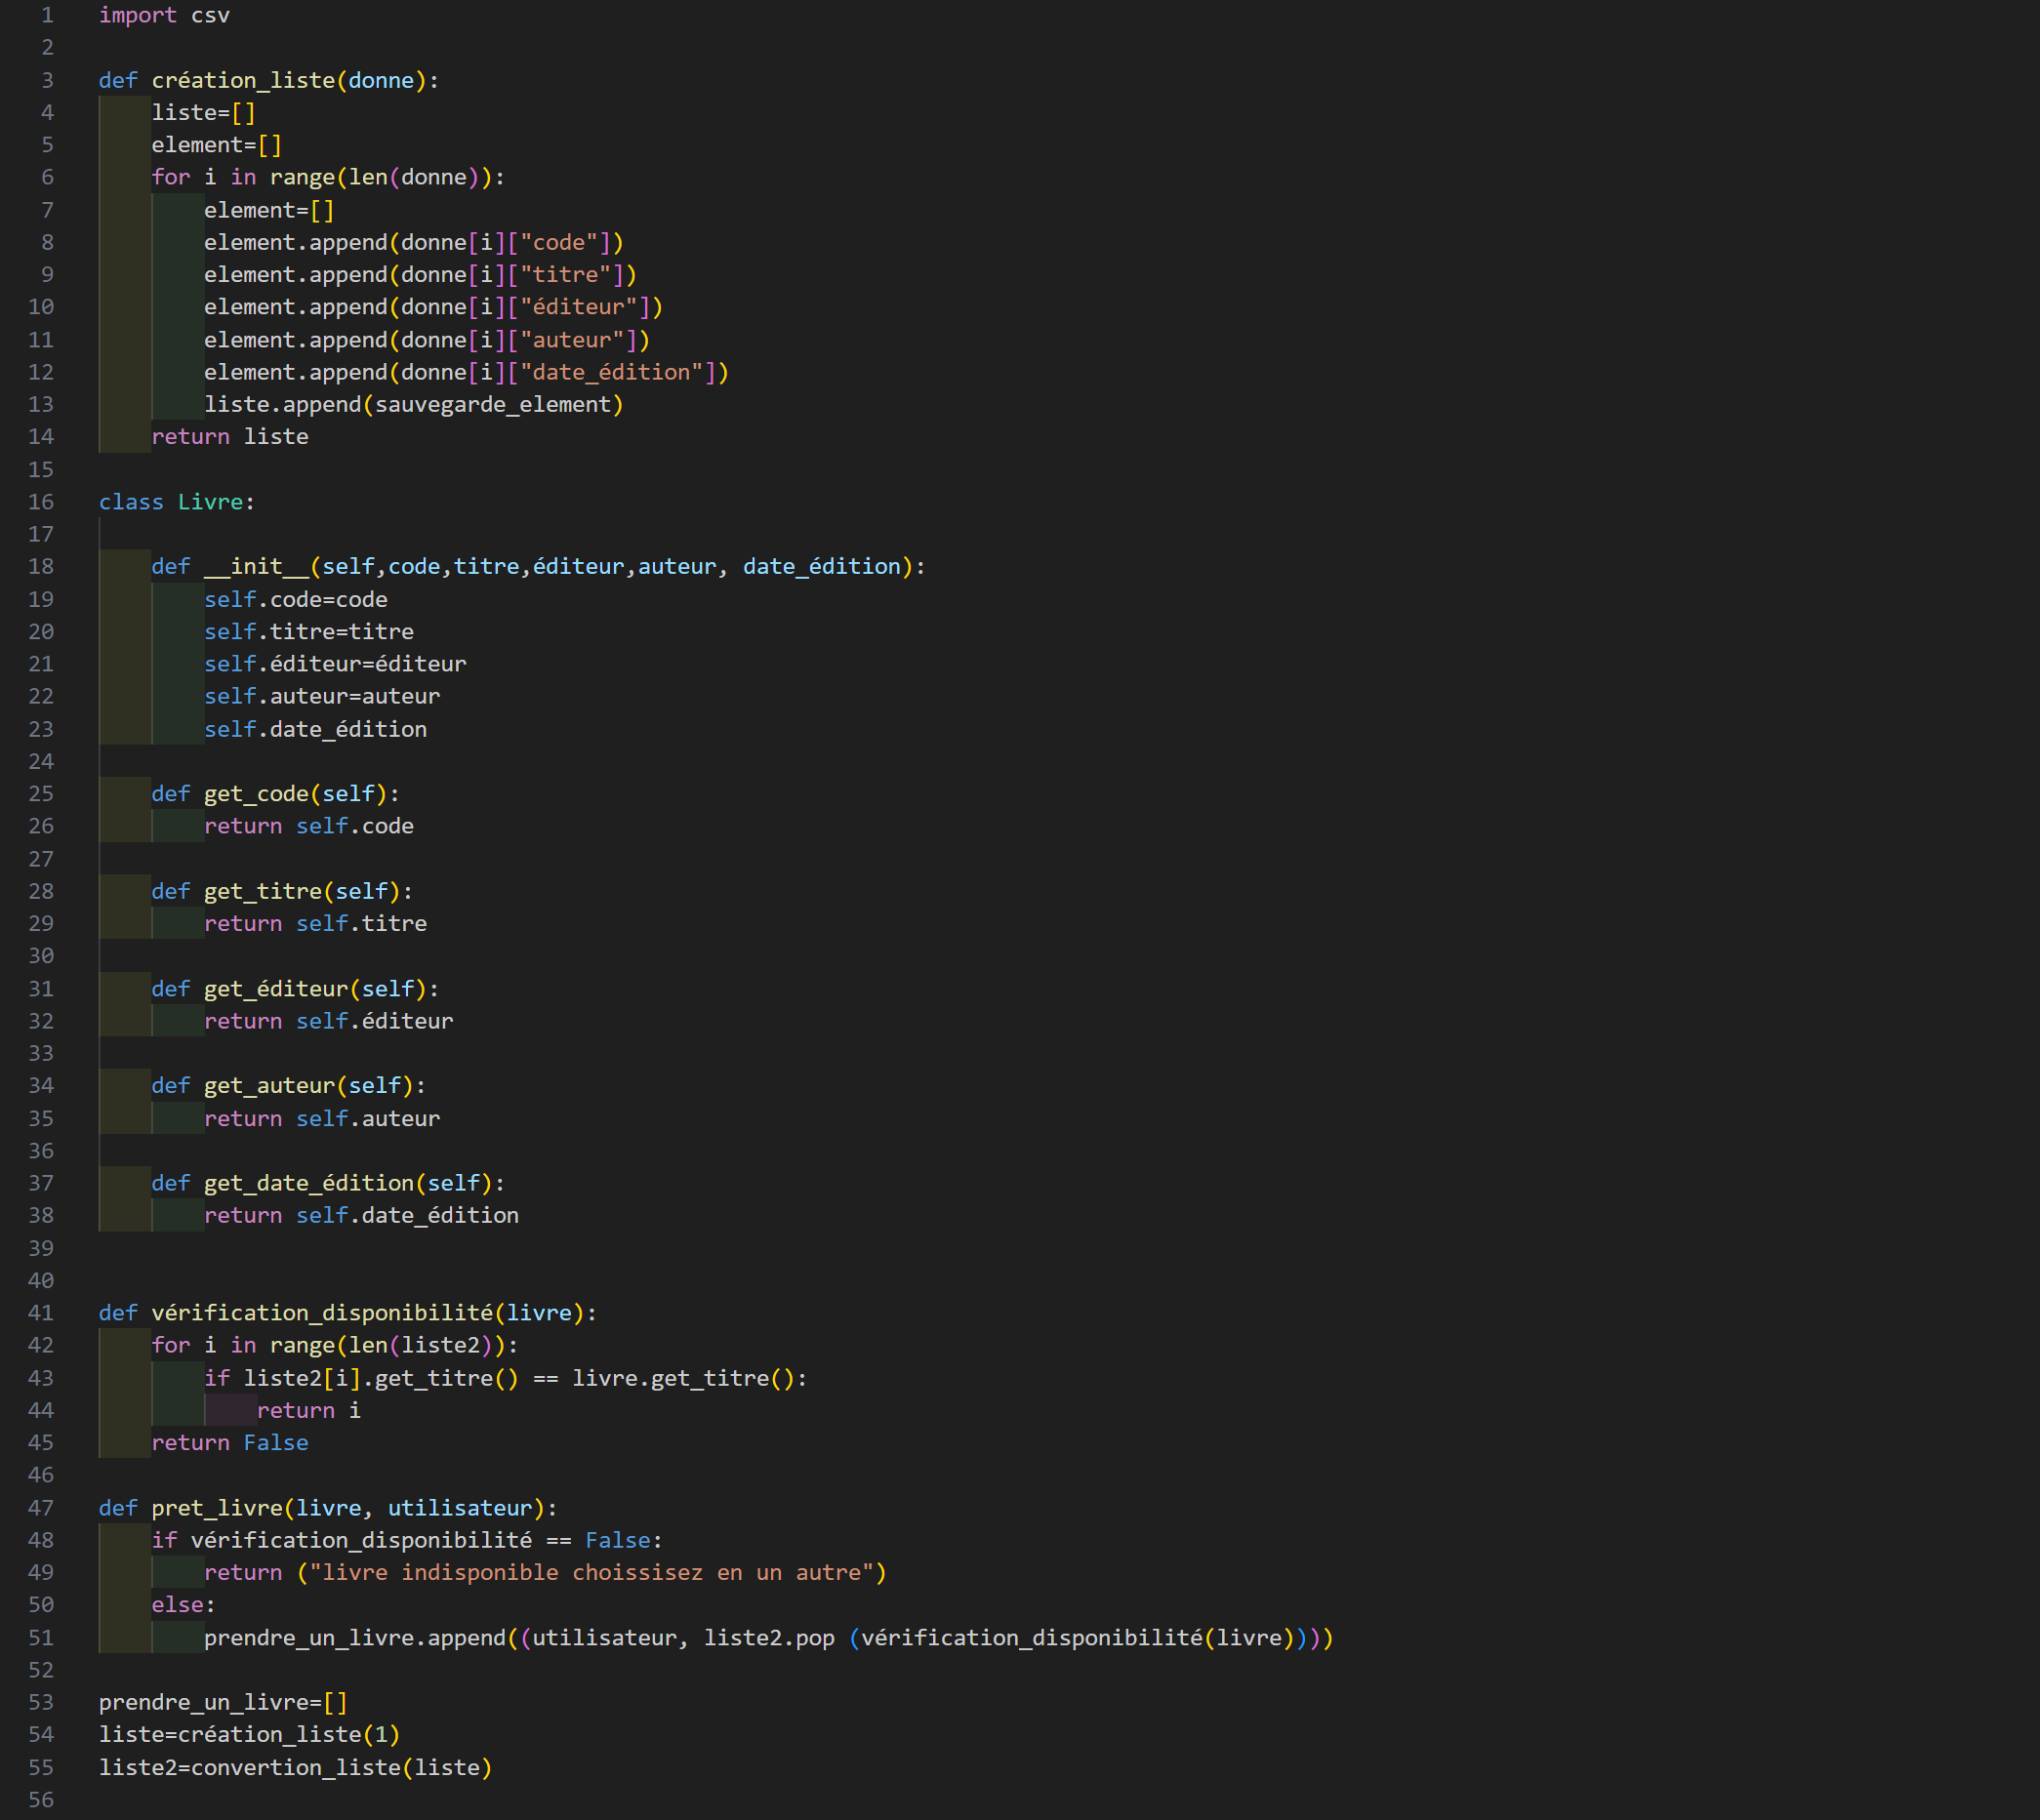 1 import csv
2
3 def création_liste(donne):
4 liste=[]
5 element=[]
6 for i in range(len(donne)):
7 element=[]
8 element.append(donne[i]["code"])
9 element.append(donne[i]["titre"])
10 element.append(donne[i]["éditeur"])
11 element.append(donne[i]["auteur"])
12 element.append(donne[i]["date_édition"])
13 liste.append(sauvegarde_element)
14 return liste
15
16 class Livre:
17
18 def __init__(self,code,titre,éditeur,auteur, date_édition):
19 self.code=code
20 self.titre=titre
21 self.éditeur=éditeur
22 self.auteur=auteur
23 self.date_édition
24
25 def get_code(self):
26 return self.code
27
28 def get_titre(self):
29 return self.titre
30
31 def get_éditeur(self):
32 return self.éditeur
33
34 def get_auteur(self):
35 return self.auteur
36
37 def get_date_édition(self):
38 return self.date_édition
39
40
41 def vérification_disponibilité(livre):
42 for i in range(len(liste2)):
43 if liste2[i].get_titre() == livre.get_titre():
44 return i
45 return False
46
47 def pret_livre(livre, utilisateur):
48 if vérification_disponibilité == False:
49 return ("livre indisponible choissisez en un autre")
50 else:
51 prendre_un_livre.append((utilisateur, liste2.pop (vérification_disponibilité(livre))))
52
53 prendre_un_livre=[]
54 liste=création_liste(1)
55 liste2=convertion_liste(liste)
56